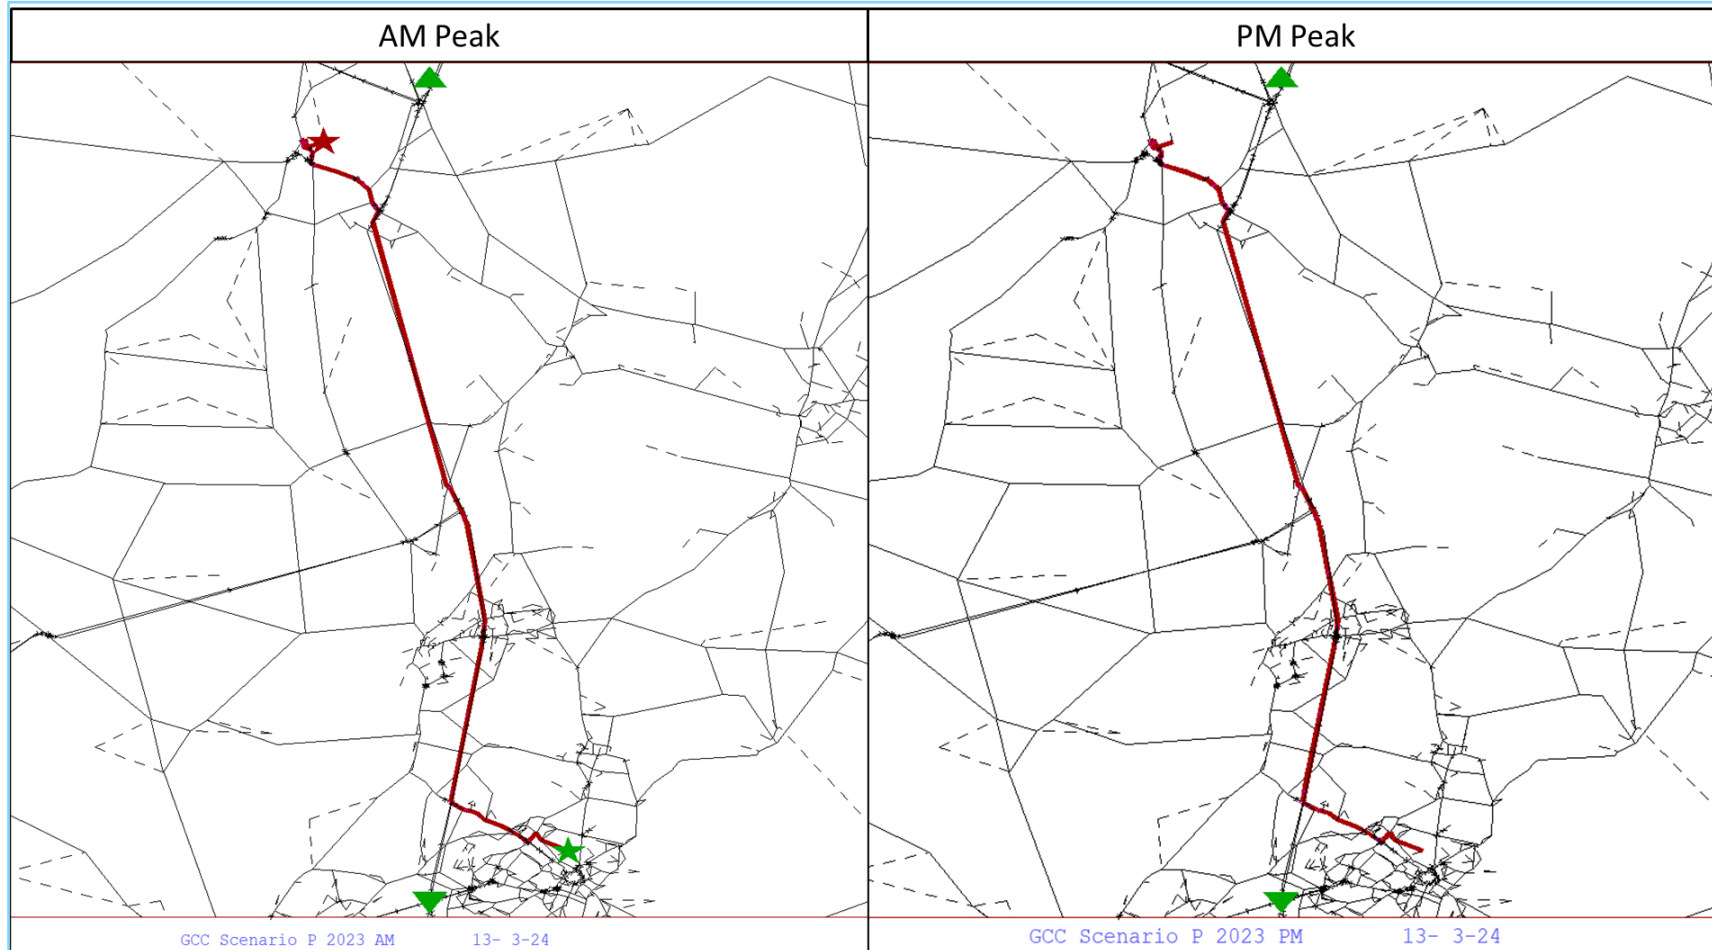 AM Peak
PM Peak
GCC Scenario P 2023 AM 13- 3-24
GCC Scenario P 2023 PM 13- 3-24